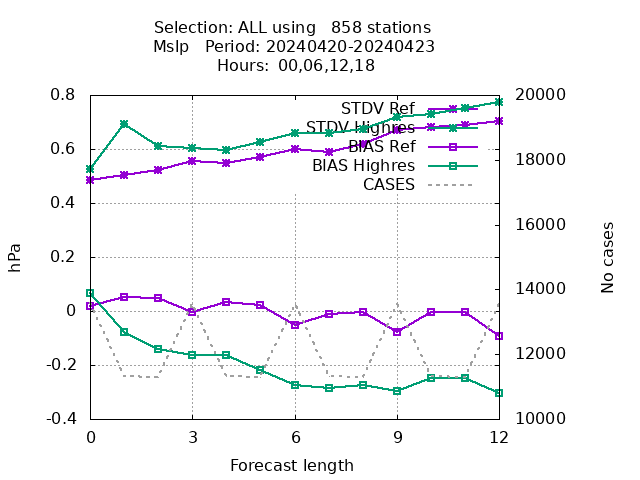 Selection: ALL using   858 stations
Mslp   Period: 20240420-20240423
Hours: 00,06,12,18
STDV Ref
STDV Highres
BIAS Ref
BIAS Highres
CASES
0.8
0.6
0.4
0.2
0
-0.2
-0.4
20000
18000
16000
14000
12000
10000
hPa
No cases
0 3 6 9 12
Forecast length